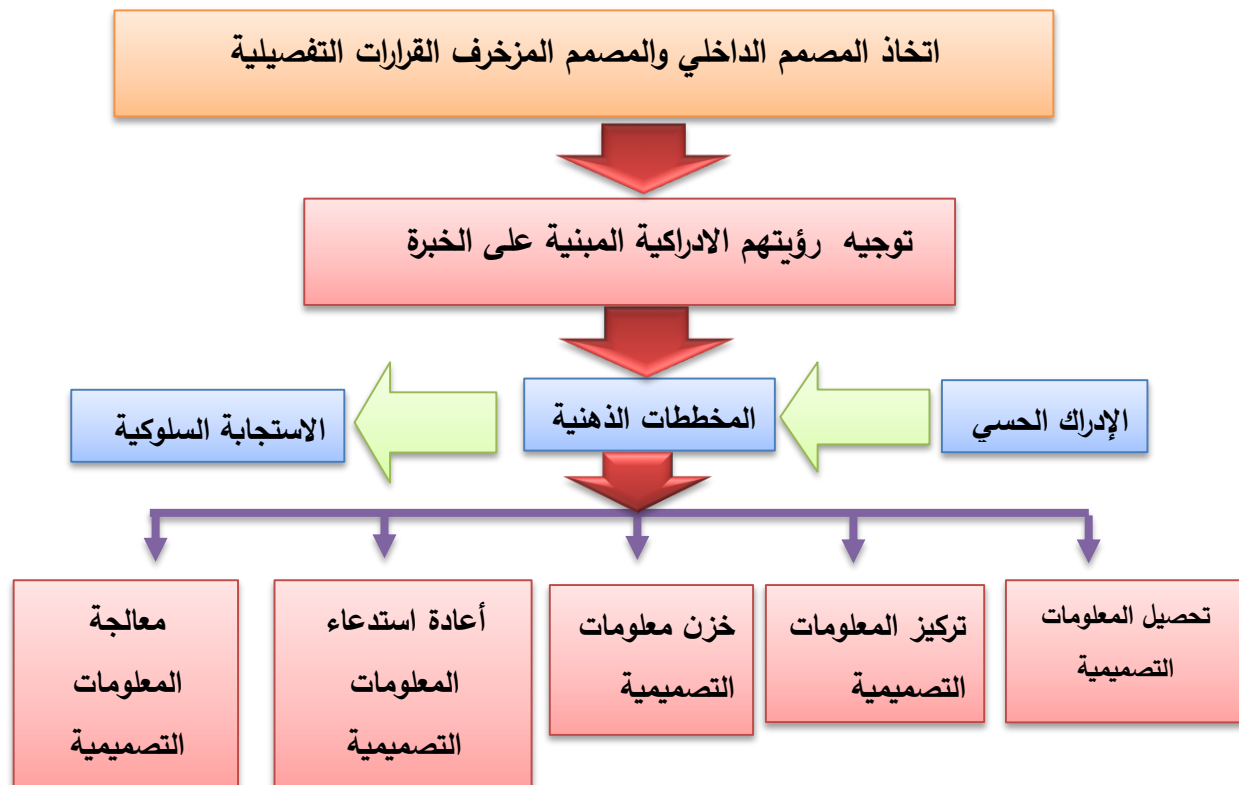 اتخاذ المصمم الداخلي والمصمم المزخرف القرارات التفصيلية
توجيه رؤيتهم الادراكية المبنية على الخبرة
الإدراك الحسي
المخططات الذهنية
الاستجابة السلوكية
تحصيل المعلومات
التصميمية
تركيز المعلومات
التصميمية
خزن معلومات
التصميمية
أعادة استدعاء
المعلومات
التصميمية
معالجة
المعلومات
التصميمية